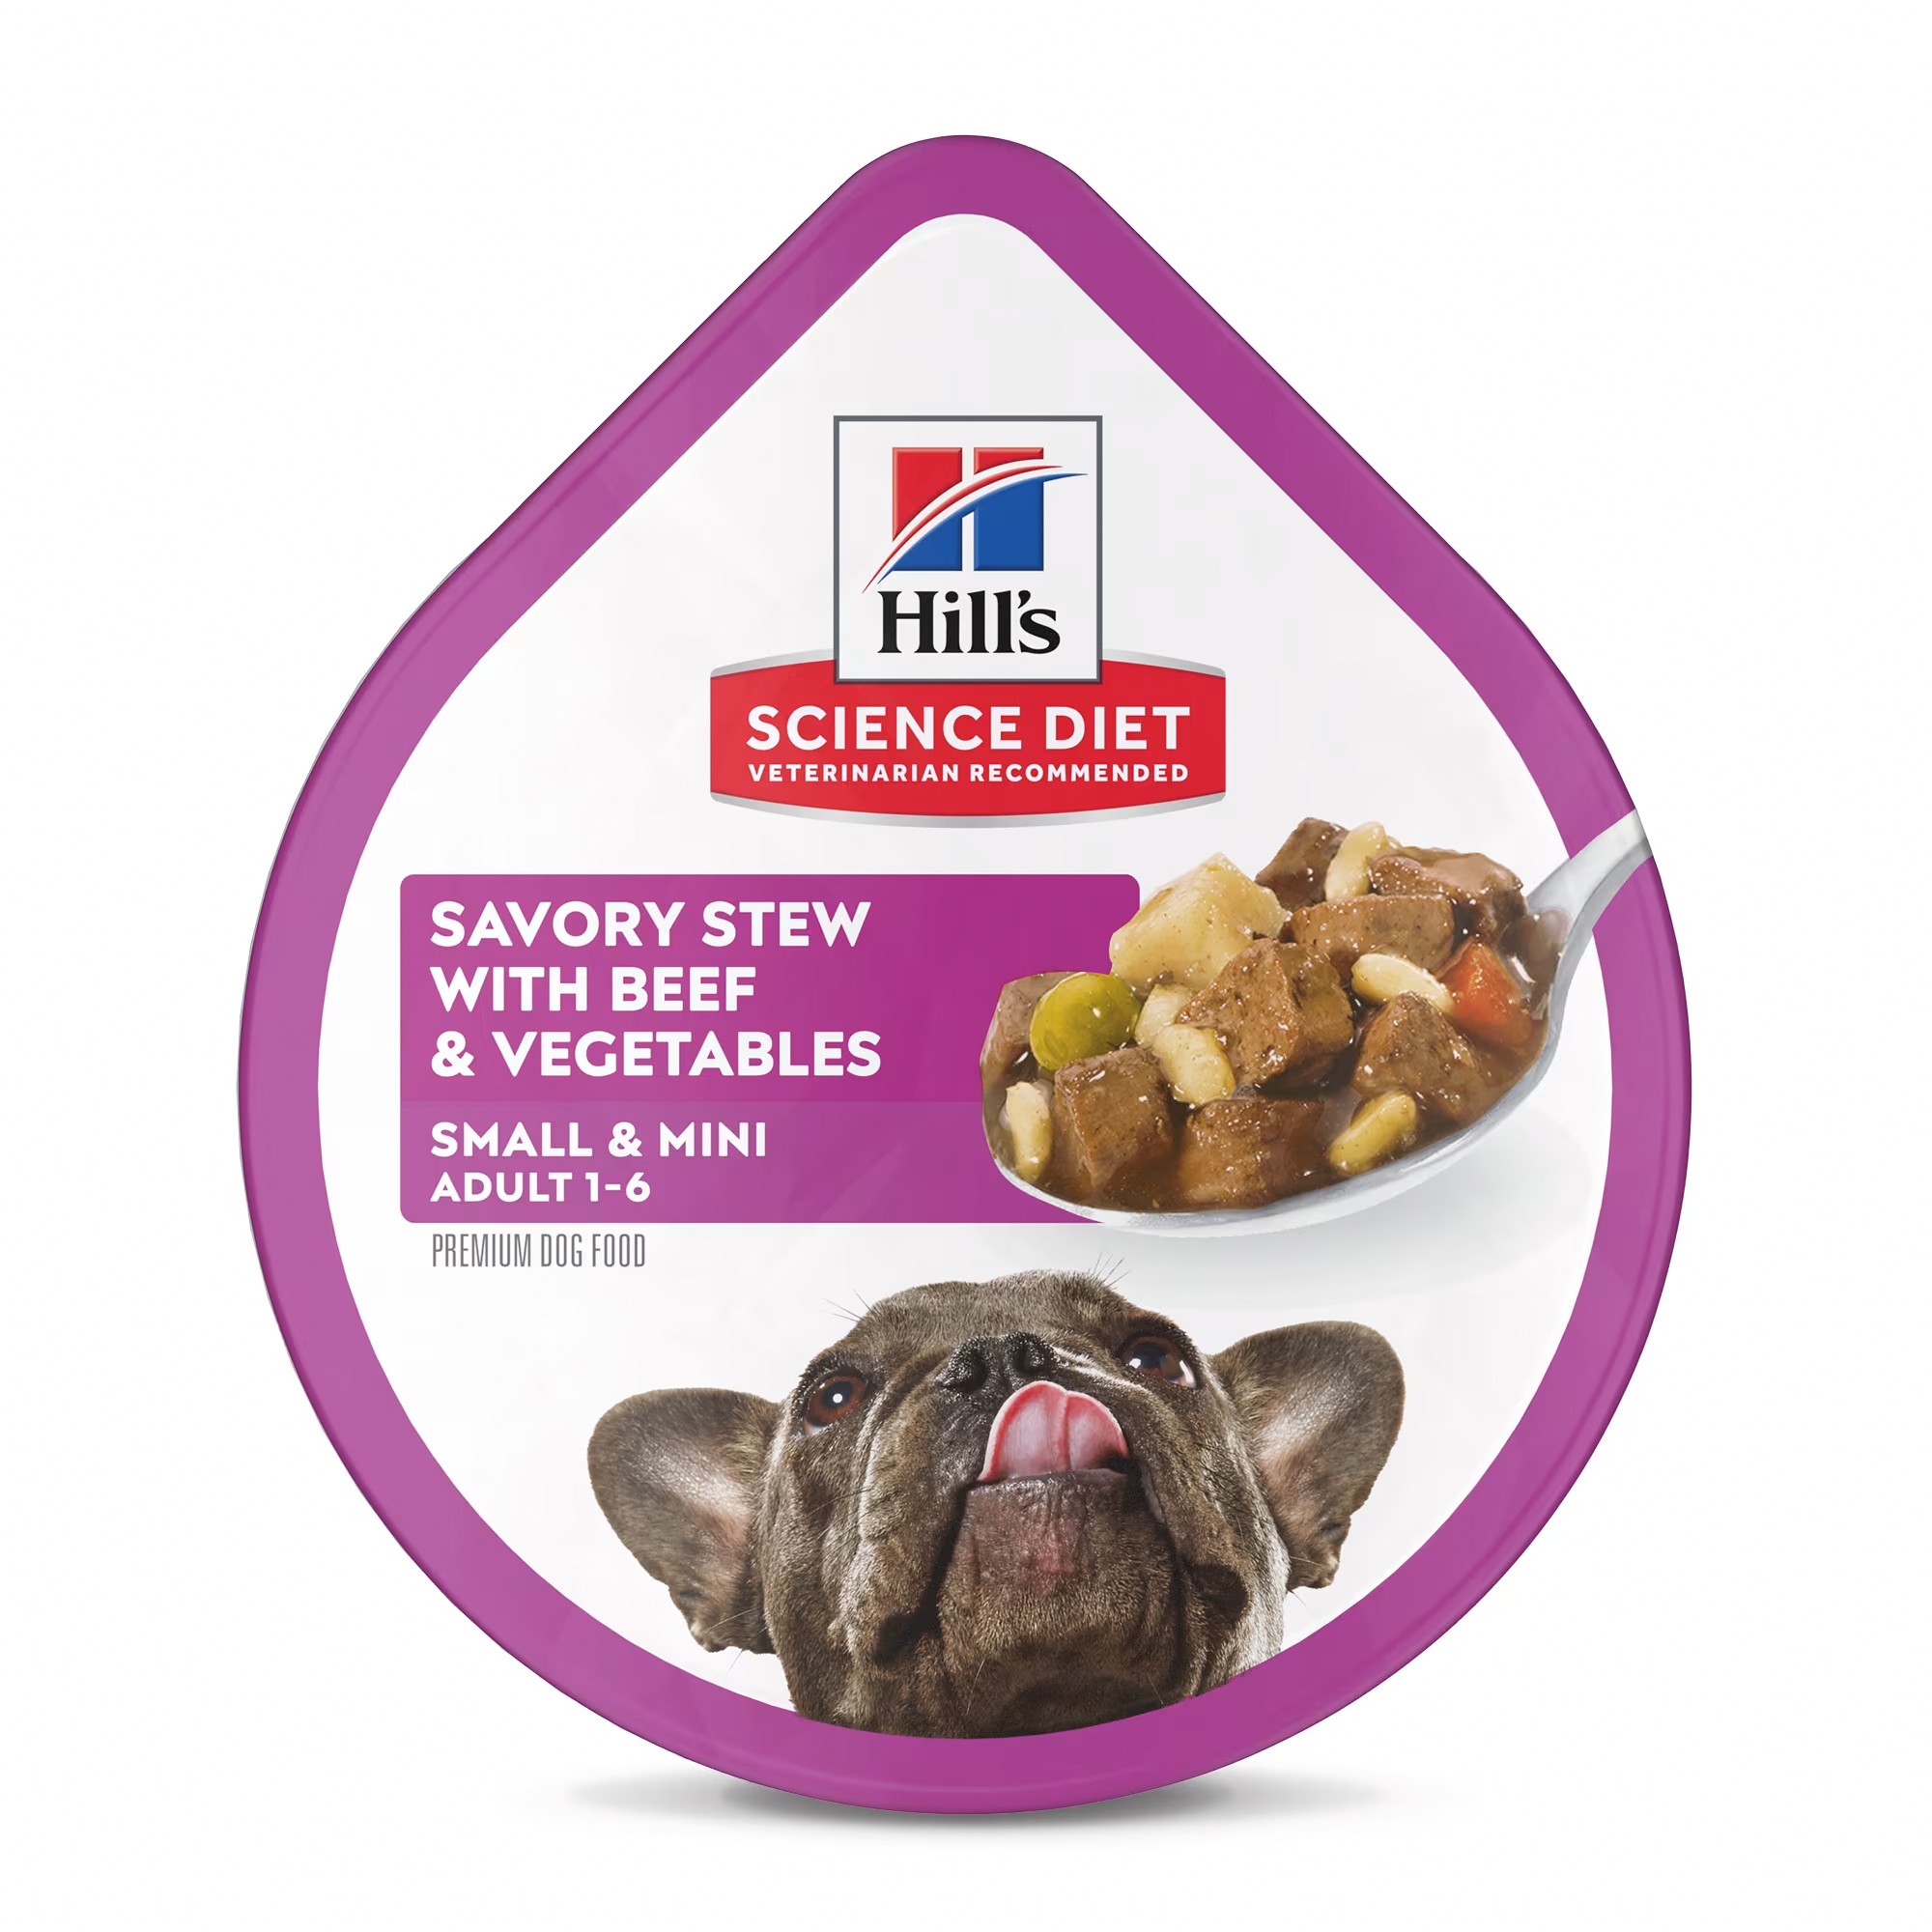 Hill's
SCIENCE DIET
VETERINARIAN RECOMMENDED
SAVORY STEW
WITH BEEF
& VEGETABLES
SMALL & MINI
ADULT 1-6
PREMIUM DOG FOOD